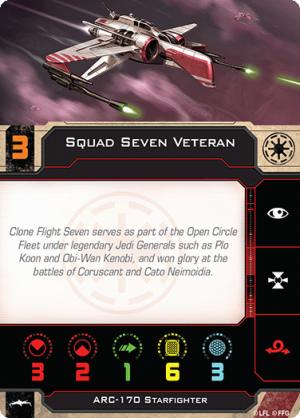 3
Squad Seven Veteran
Clone Flight Seven serves as part of the Open Circle
Fleet under legendary Jedi Generals such as Plo
Koon and Obi-Wan Kenobi, and won glory at the
battles of Coruscant and Cato Neimoidia.
3 2 1 6 3
ARC-170 Starfighter
©LFL ©FFG